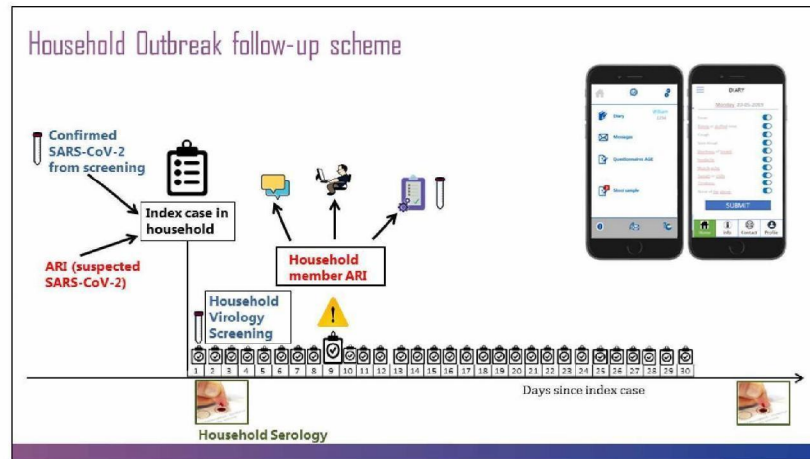 Household Outbreak follow-up scheme
Confirmed
SARS-CoV-2
from screening
Index case in
household
ARI (suspected
SARS-CoV-2)
Household
member ARI
Household
Virology
Screening
1 2 3 4 5 6 7 8 9 10 11 12 13 14 15 16 17 18 19 20 21 22 23 24 25 26 27 28 29 30
Days since index case
Household Serology
Diary
Messages
Questionnaire
DIARY
Monday
SUBMIT
Home Info Contact Profile